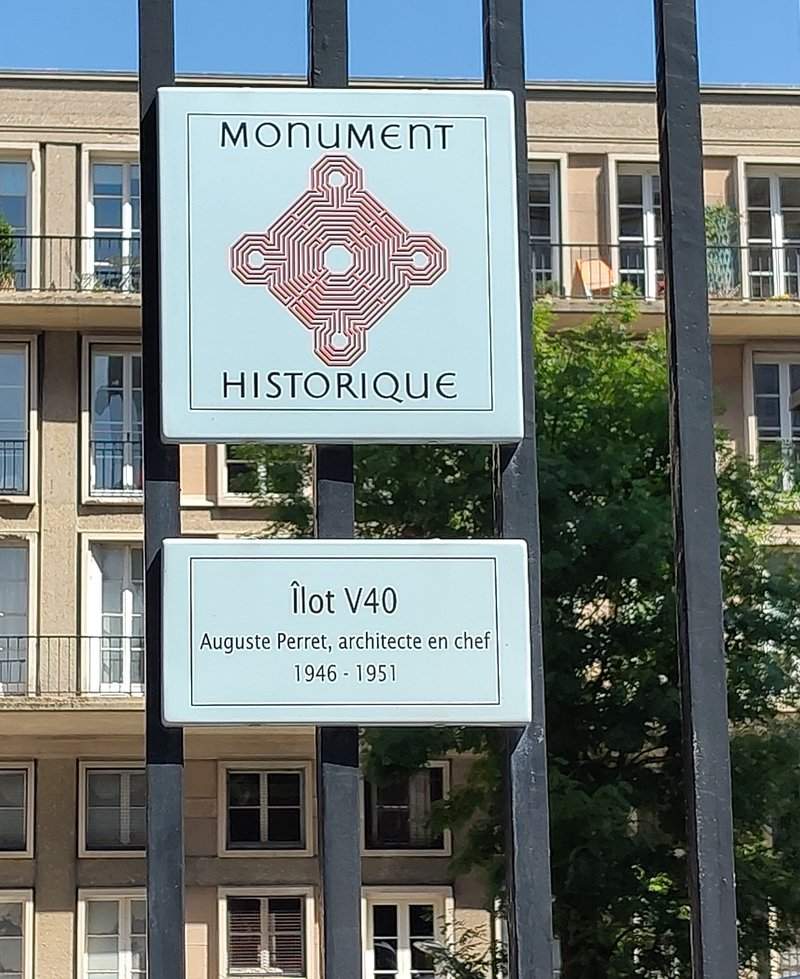 MONUMENT
HISTORIQUE
Îlot V40
Auguste Perret, architecte en chef
1946 - 1951